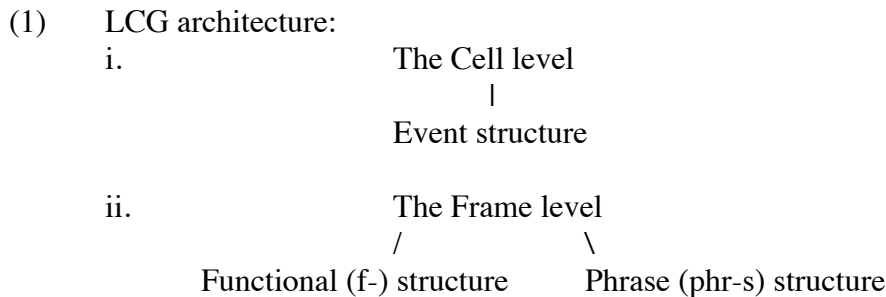 (1) LCG architecture:
i. The Cell level
|
Event structure
ii. The Frame level
/ \
Functional (f-) structure Phrase (phr-s) structure